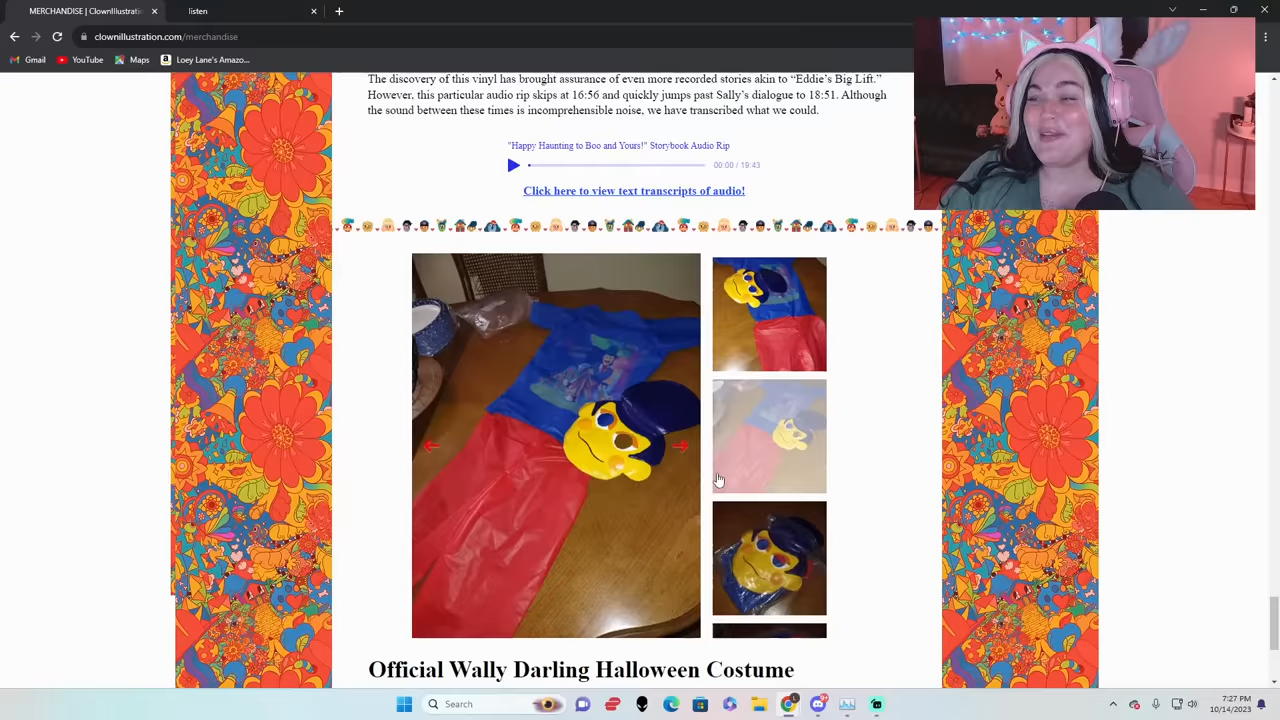 MERCHANDISE | Clownillustration
listen
clownillustration.com/merchandise
Gmail
YouTube
Maps
Loey Lane's Amazo...
The discovery of this vinyl has brought assurance of even more recorded stories akin to “Eddie’s Big Lift.”
However, this particular audio rip skips at 16:56 and quickly jumps past Sally’s dialogue to 18:51. Although
the sound between these times is incomprehensible noise, we have transcribed what we could.
"Happy Haunting to Boo and Yours!" Storybook Audio Rip
00:00 / 19:43
Click here to view text transcripts of audio!
Official Wally Darling Halloween Costume
Search
9+
7:27 PM
10/14/2023